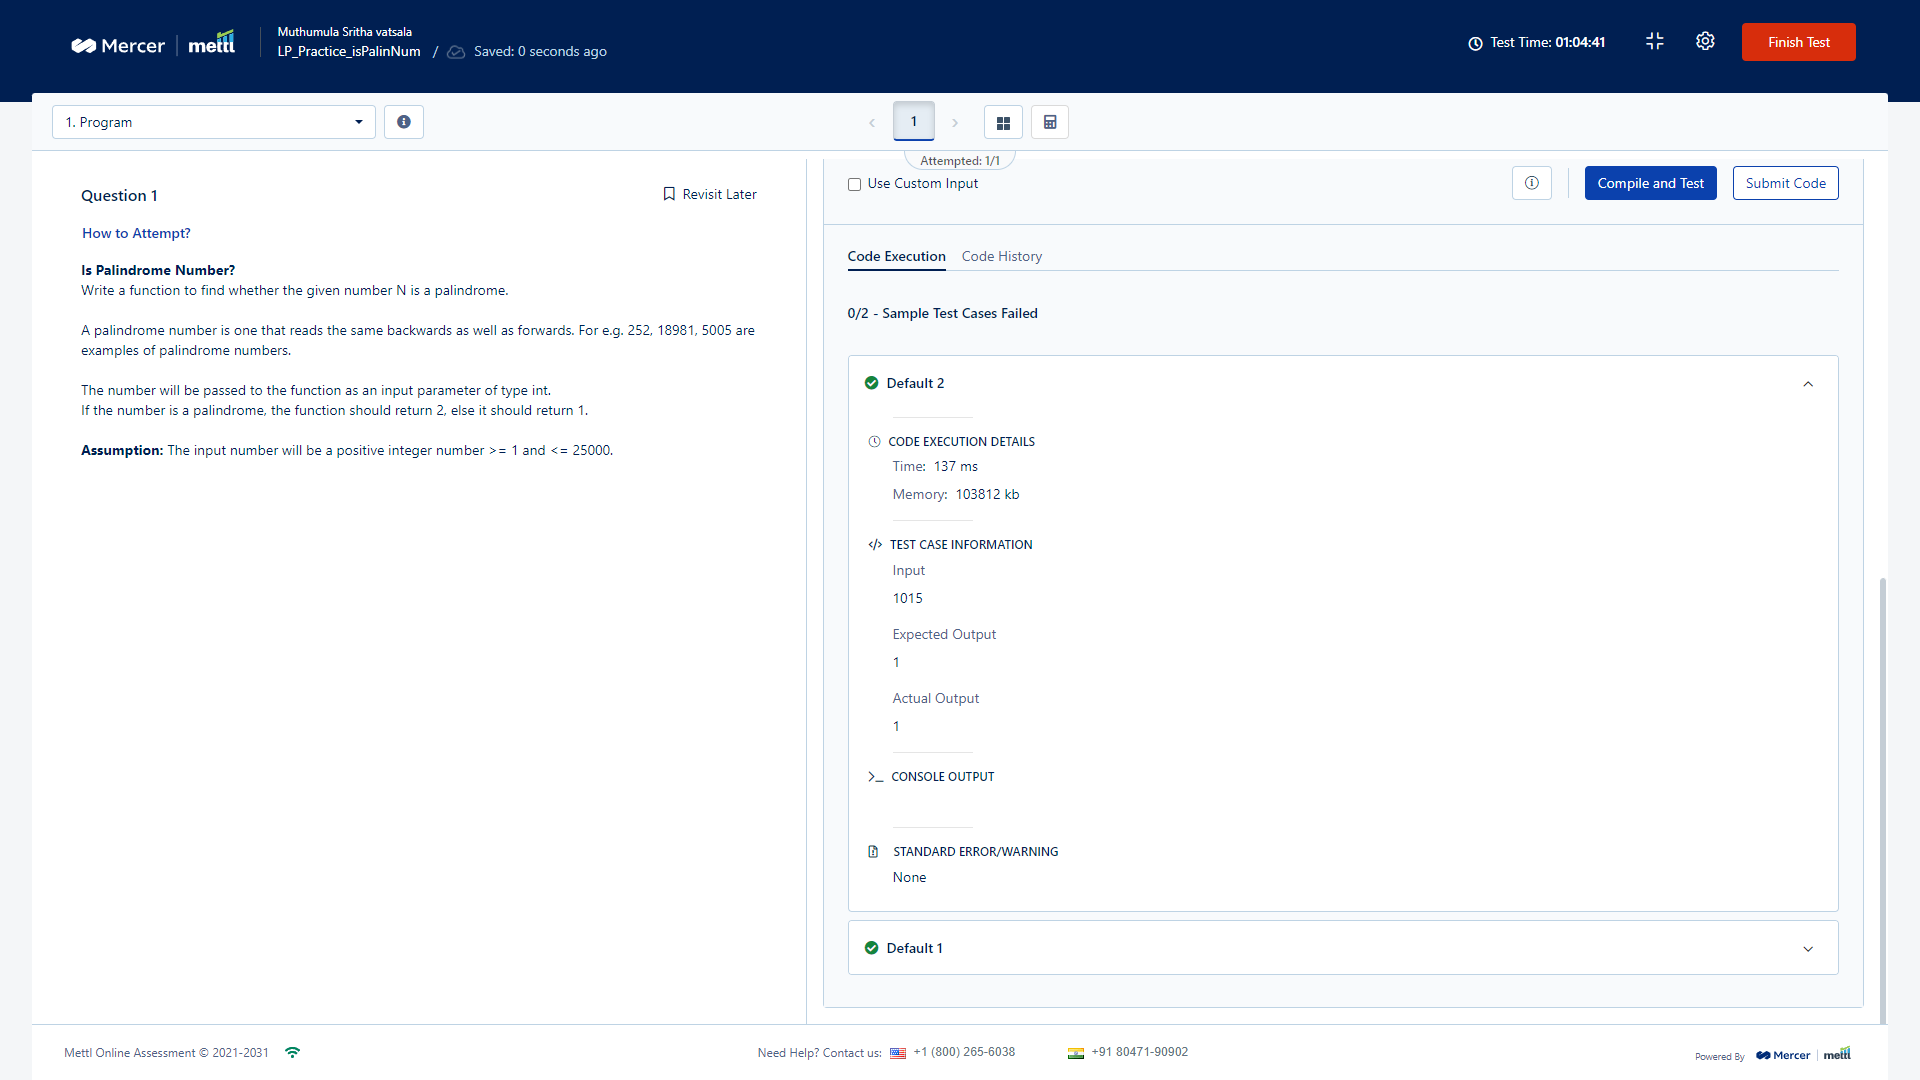 Mercer | mettl
Muthumula Sritha vatsala
LP_Practice_isPalinNum / Saved: 0 seconds ago
Test Time: 01:04:41
Finish Test
1. Program
1
Attempted: 1/1
Question 1
Revisit Later
How to Attempt?
Is Palindrome Number?
Write a function to find whether the given number N is a palindrome.
A palindrome number is one that reads the same backwards as well as forwards. For e.g. 252, 18981, 5005 are
examples of palindrome numbers.
The number will be passed to the function as an input parameter of type int.
If the number is a palindrome, the function should return 2, else it should return 1.
Assumption: The input number will be a positive integer number >= 1 and <= 25000.
Use Custom Input
Compile and Test
Submit Code
Code Execution
Code History
0/2 - Sample Test Cases Failed
Default 2
CODE EXECUTION DETAILS
Time: 137 ms
Memory: 103812 kb
</> TEST CASE INFORMATION
Input
1015
Expected Output
1
Actual Output
1
>_ CONSOLE OUTPUT
STANDARD ERROR/WARNING
None
Default 1
Mettl Online Assessment © 2021-2031
Need Help? Contact us: +1 (800) 265-6038
+91 80471-90902
Powered By Mercer | mettl